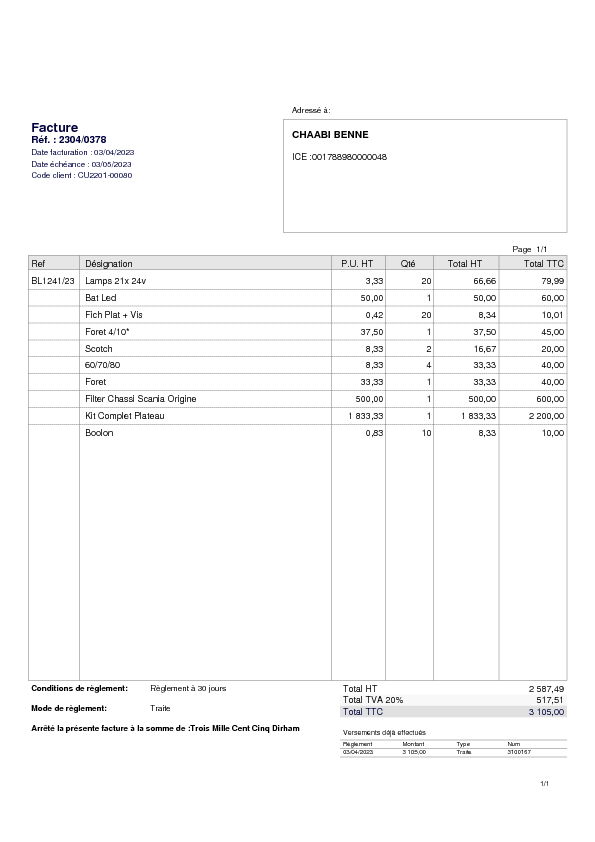 Adressé à:
Facture
Réf. : 2304/0378
Date facturation : 03/04/2023
Date échéance : 03/05/2023
Code client : CU2201-00080
CHAABI BENNE
ICE :001788980000048
Page 1/1
Ref Désignation P.U. HT Qté Total HT Total TTC
BL1241/23 Lamps 21x 24v 3,33 20 66,66 79,99
Bat Led 50,00 1 50,00 60,00
Fich Plat + Vis 0,42 20 8,34 10,01
Foret 4/10* 37,50 1 37,50 45,00
Scotch 8,33 2 16,67 20,00
60/70/80 8,33 4 33,33 40,00
Foret 33,33 1 33,33 40,00
Filter Chassi Scania Origine 500,00 1 500,00 600,00
Kit Complet Plateau 1 833,33 1 1 833,33 2 200,00
Boolon 0,83 10 8,33 10,00
Conditions de règlement: Règlement à 30 jours
Mode de règlement: Traite
Arrêté la présente facture à la somme de :Trois Mille Cent Cinq Dirham
Total HT 2 587,49
Total TVA 20% 517,51
Total TTC 3 105,00
Versements déjà effectués
Règlement Montant Type Num
03/04/2023 3 105,00 Traite 3100167
1/1